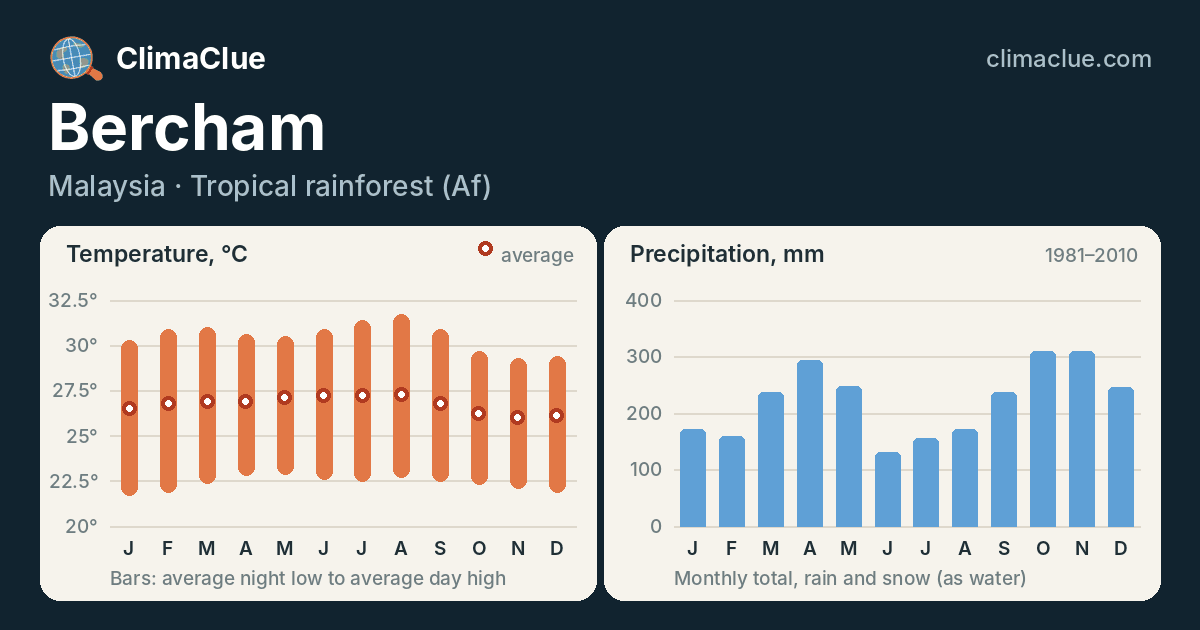 ClimaClue
climaclue.com
Bercham
Malaysia · Tropical rainforest (Af)
Temperature, °C
average
32.5°
30°
27.5°
25°
22.5°
20°
J F M A M J J A S O N D
Bars: average night low to average day high
Precipitation, mm
1981–2010
400
300
200
100
0
J F M A M J J A S O N D
Monthly total, rain and snow (as water)